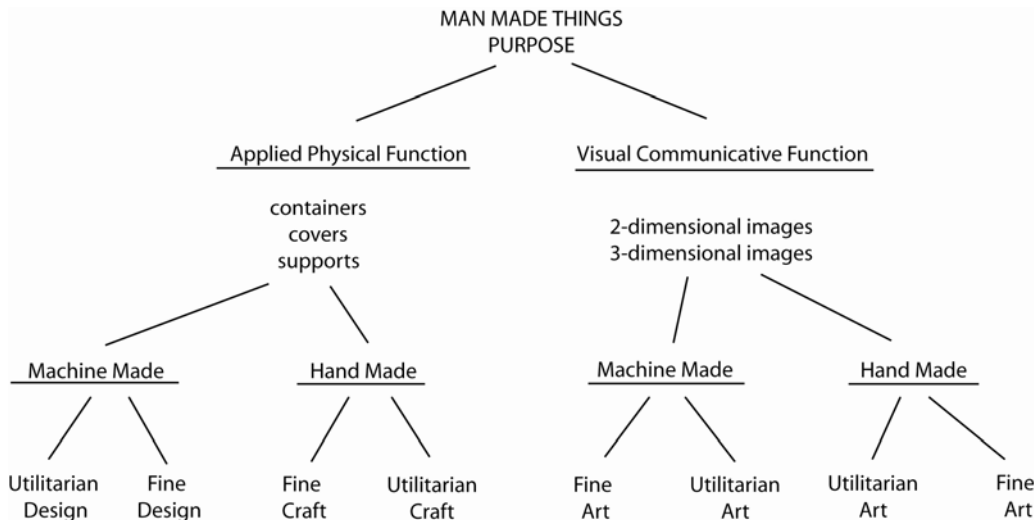 MAN MADE THINGS
PURPOSE
Applied Physical Function
Visual Communicative Function
containers
covers
supports
2-dimensional images
3-dimensional images
Machine Made
Hand Made
Machine Made
Hand Made
Utilitarian
Design
Fine
Design
Fine
Craft
Utilitarian
Craft
Fine
Art
Utilitarian
Art
Utilitarian
Art
Fine
Art